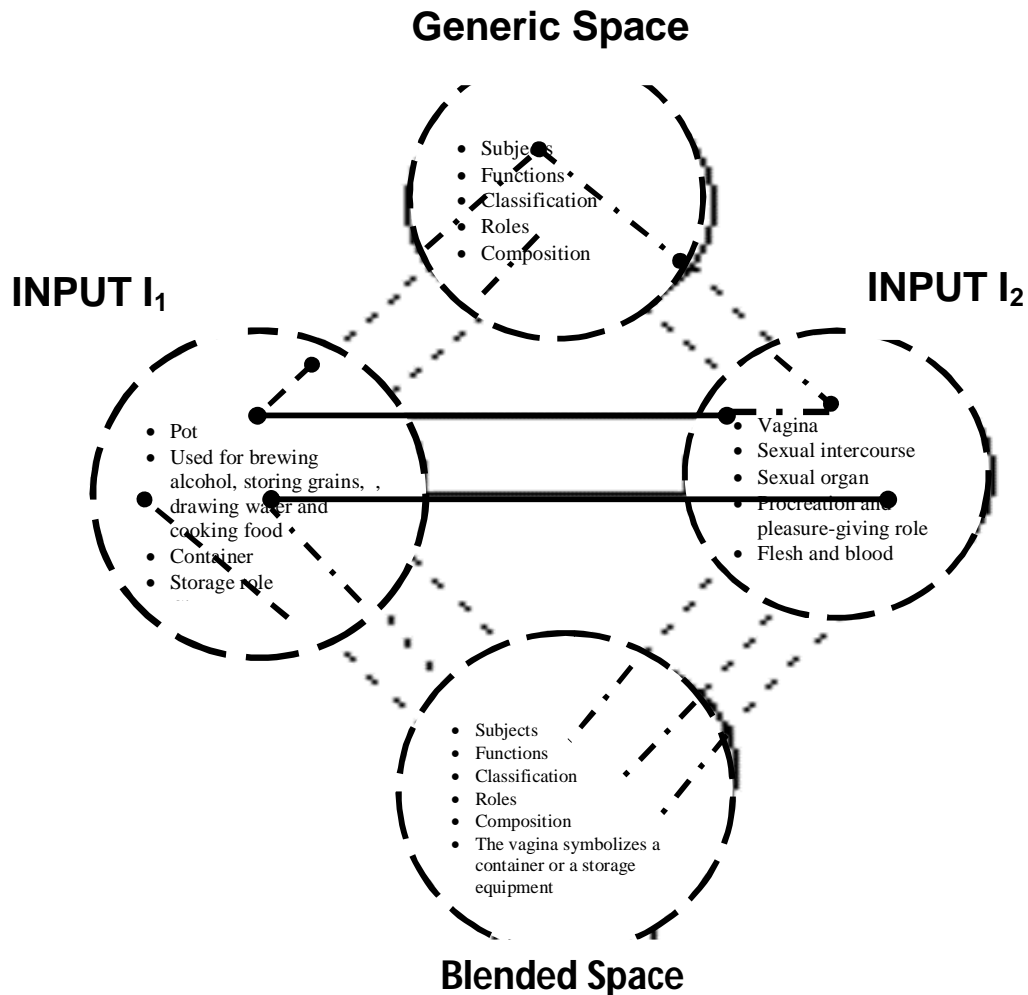 Generic Space
• Subjects
• Functions
• Classification
• Roles
• Composition
INPUT I₁
INPUT I₂
• Pot
• Used for brewing
alcohol, storing grains, ,
drawing water and
cooking food
• Container
• Storage role
• Vagina
• Sexual intercourse
• Sexual organ
• Procreation and
pleasure-giving role
• Flesh and blood
• Subjects
• Functions
• Classification
• Roles
• Composition
• The vagina symbolizes a
container or a storage
equipment
Blended Space